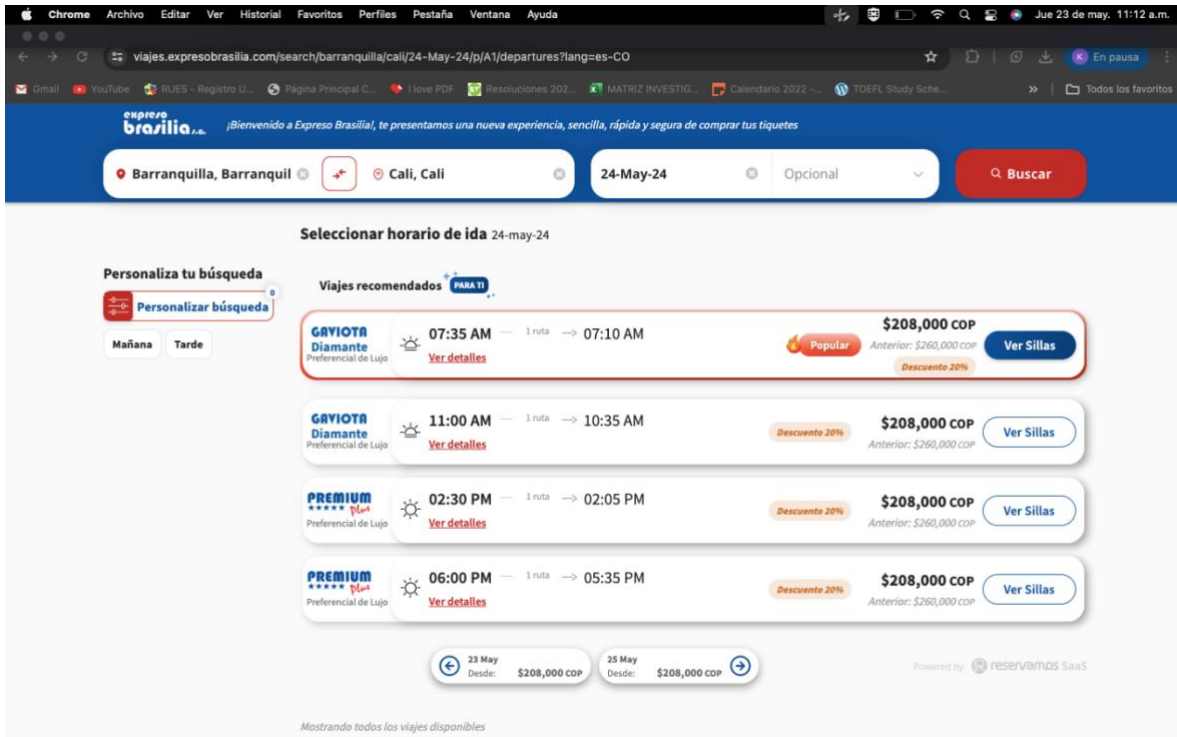 Chrome Archivo Editar Ver Historial Favoritos Perfiles Pestaña Ventana Ayuda Jue 23 de may. 11:12 a.m.
viajes.expresobrasilia.com/search/barranquilla/cali/24-May-24/p/A1/departures?lang=es-CO K En pausa
Gmail YouTube RUES - Registro U... Página Principal C... I love PDF Resoluciones 202... MATRIZ INVESTIG... Calendario 2022 -... TOEFL Study Sche... » Todos los favoritos
expreso
brasilia s.a. ¡Bienvenido a Expreso Brasilia!, te presentamos una nueva experiencia, sencilla, rápida y segura de comprar tus tiquetes
Barranquilla, Barranquil Cali, Cali 24-May-24 Opcional Buscar
Seleccionar horario de ida 24-may-24
Personaliza tu búsqueda
0
Personalizar búsqueda
Mañana Tarde
Viajes recomendados PARA TI
GAVIOTA
Diamante
Preferencial de Lujo
07:35 AM — 1 ruta —> 07:10 AM
Ver detalles
Popular
$208,000 COP
Anterior: $260,000 COP
Descuento 20%
Ver Sillas
GAVIOTA
Diamante
Preferencial de Lujo
11:00 AM — 1 ruta —> 10:35 AM
Ver detalles
Descuento 20%
$208,000 COP
Anterior: $260,000 COP
Ver Sillas
PREMIUM
Plus
Preferencial de Lujo
02:30 PM — 1 ruta —> 02:05 PM
Ver detalles
Descuento 20%
$208,000 COP
Anterior: $260,000 COP
Ver Sillas
PREMIUM
Plus
Preferencial de Lujo
06:00 PM — 1 ruta —> 05:35 PM
Ver detalles
Descuento 20%
$208,000 COP
Anterior: $260,000 COP
Ver Sillas
23 May
Desde: $208,000 COP
25 May
Desde: $208,000 COP
Powered by reservamos SaaS
Mostrando todos los viajes disponibles